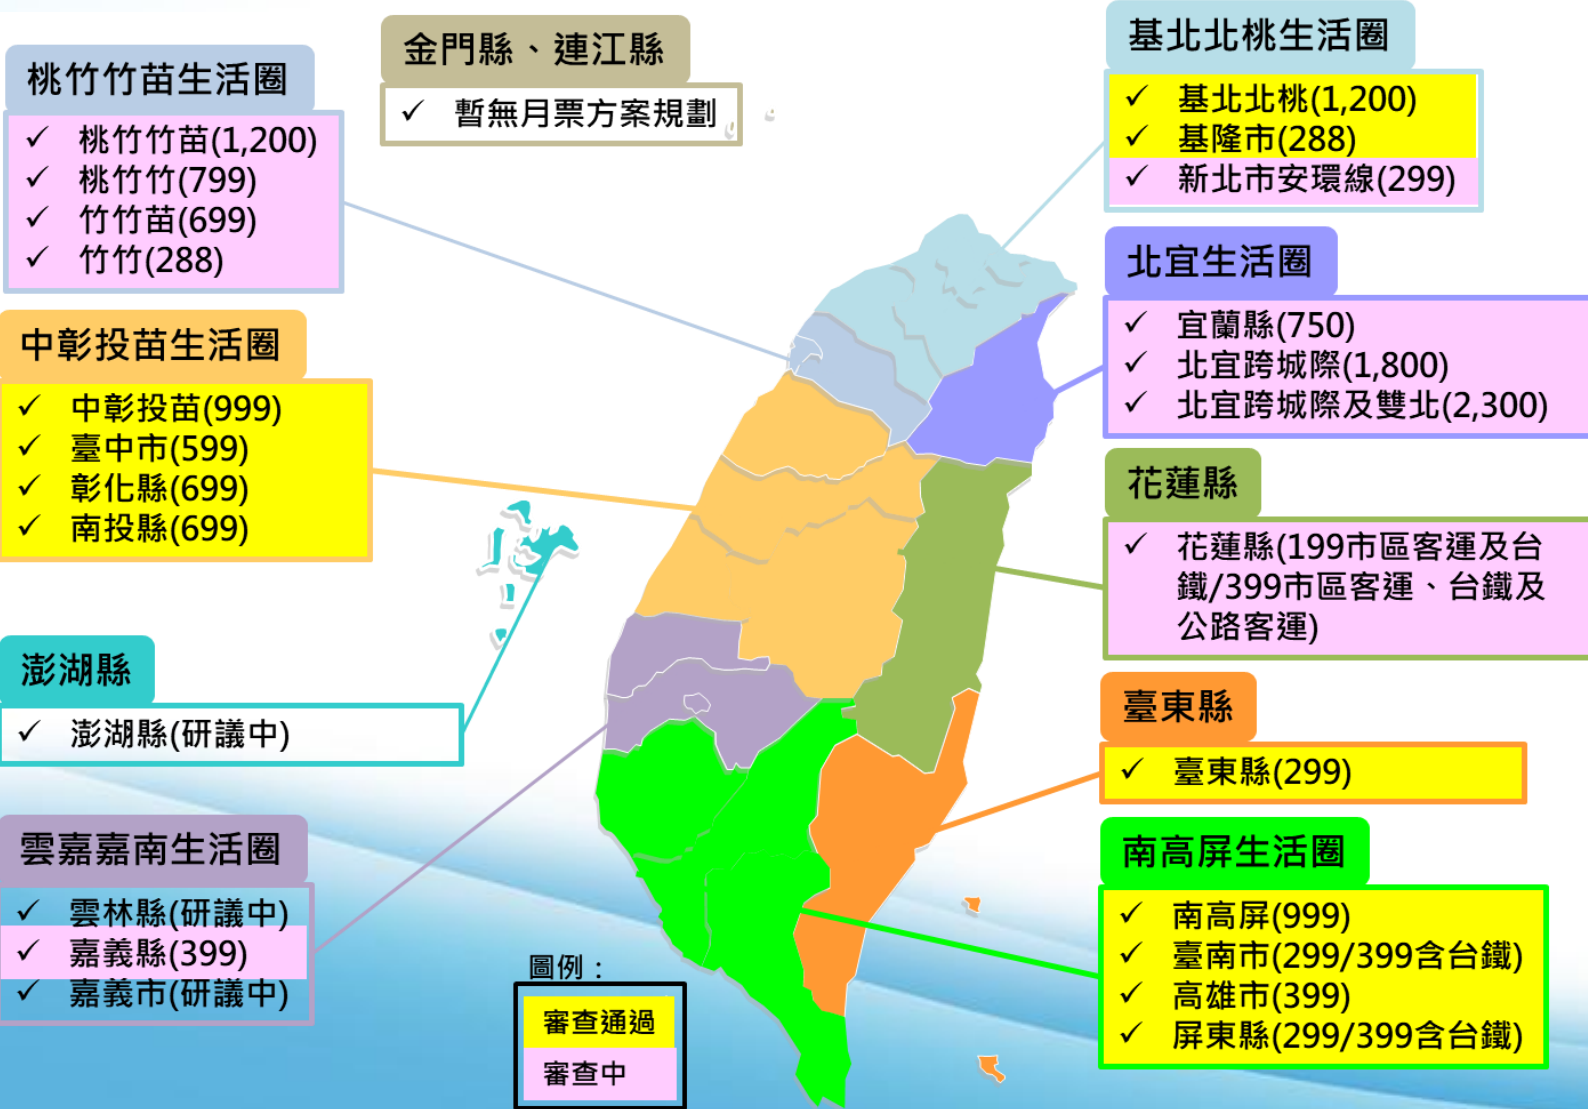 金門縣、連江縣
✓ 暫無月票方案規劃
桃竹竹苗生活圈
✓ 桃竹竹苗(1,200)
✓ 桃竹竹(799)
✓ 竹竹苗(699)
✓ 竹竹(288)
中彰投苗生活圈
✓ 中彰投苗(999)
✓ 臺中市(599)
✓ 彰化縣(699)
✓ 南投縣(699)
澎湖縣
✓ 澎湖縣(研議中)
雲嘉嘉南生活圈
✓ 雲林縣(研議中)
✓ 嘉義縣(399)
✓ 嘉義市(研議中)
基北北桃生活圈
✓ 基北北桃(1,200)
✓ 基隆市(288)
✓ 新北市安環線(299)
北宜生活圈
✓ 宜蘭縣(750)
✓ 北宜跨城際(1,800)
✓ 北宜跨城際及雙北(2,300)
花蓮縣
✓ 花蓮縣(199市區客運及台
鐵/399市區客運、台鐵及
公路客運)
臺東縣
✓ 臺東縣(299)
南高屏生活圈
✓ 南高屏(999)
✓ 臺南市(299/399含台鐵)
✓ 高雄市(399)
✓ 屏東縣(299/399含台鐵)
圖例：
審查通過
審查中